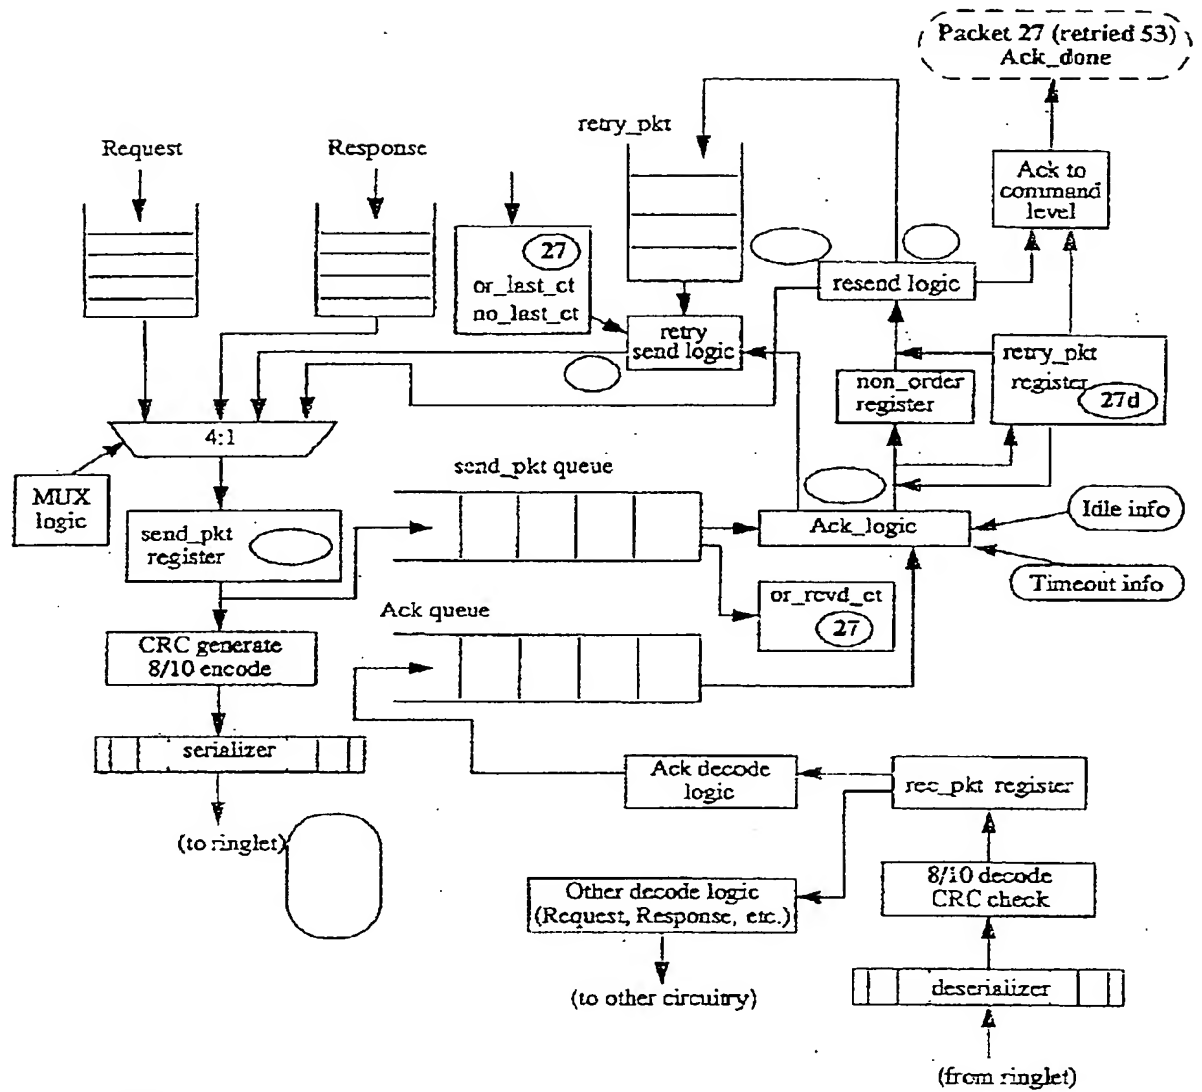 Packet 27 (retried 53)
Ack_done
retry_pkt
Request
Response
Ack to
command
level
27
or_last_ct
no_last_ct
resend logic
retry
send logic
retry_pkt
register
27d
non_order
register
4:1
MUX
logic
send_pkt queue
send_pkt
register
Ack_logic
Idle info
Timeout info
or_rcvd_ct
27
Ack queue
CRC generate
8/10 encode
serializer
Ack decode
logic
rec_pkt register
(to ringlet)
8/10 decode
CRC check
Other decode logic
(Request, Response, etc.)
deserializer
(to other circuitry)
(from ringlet)